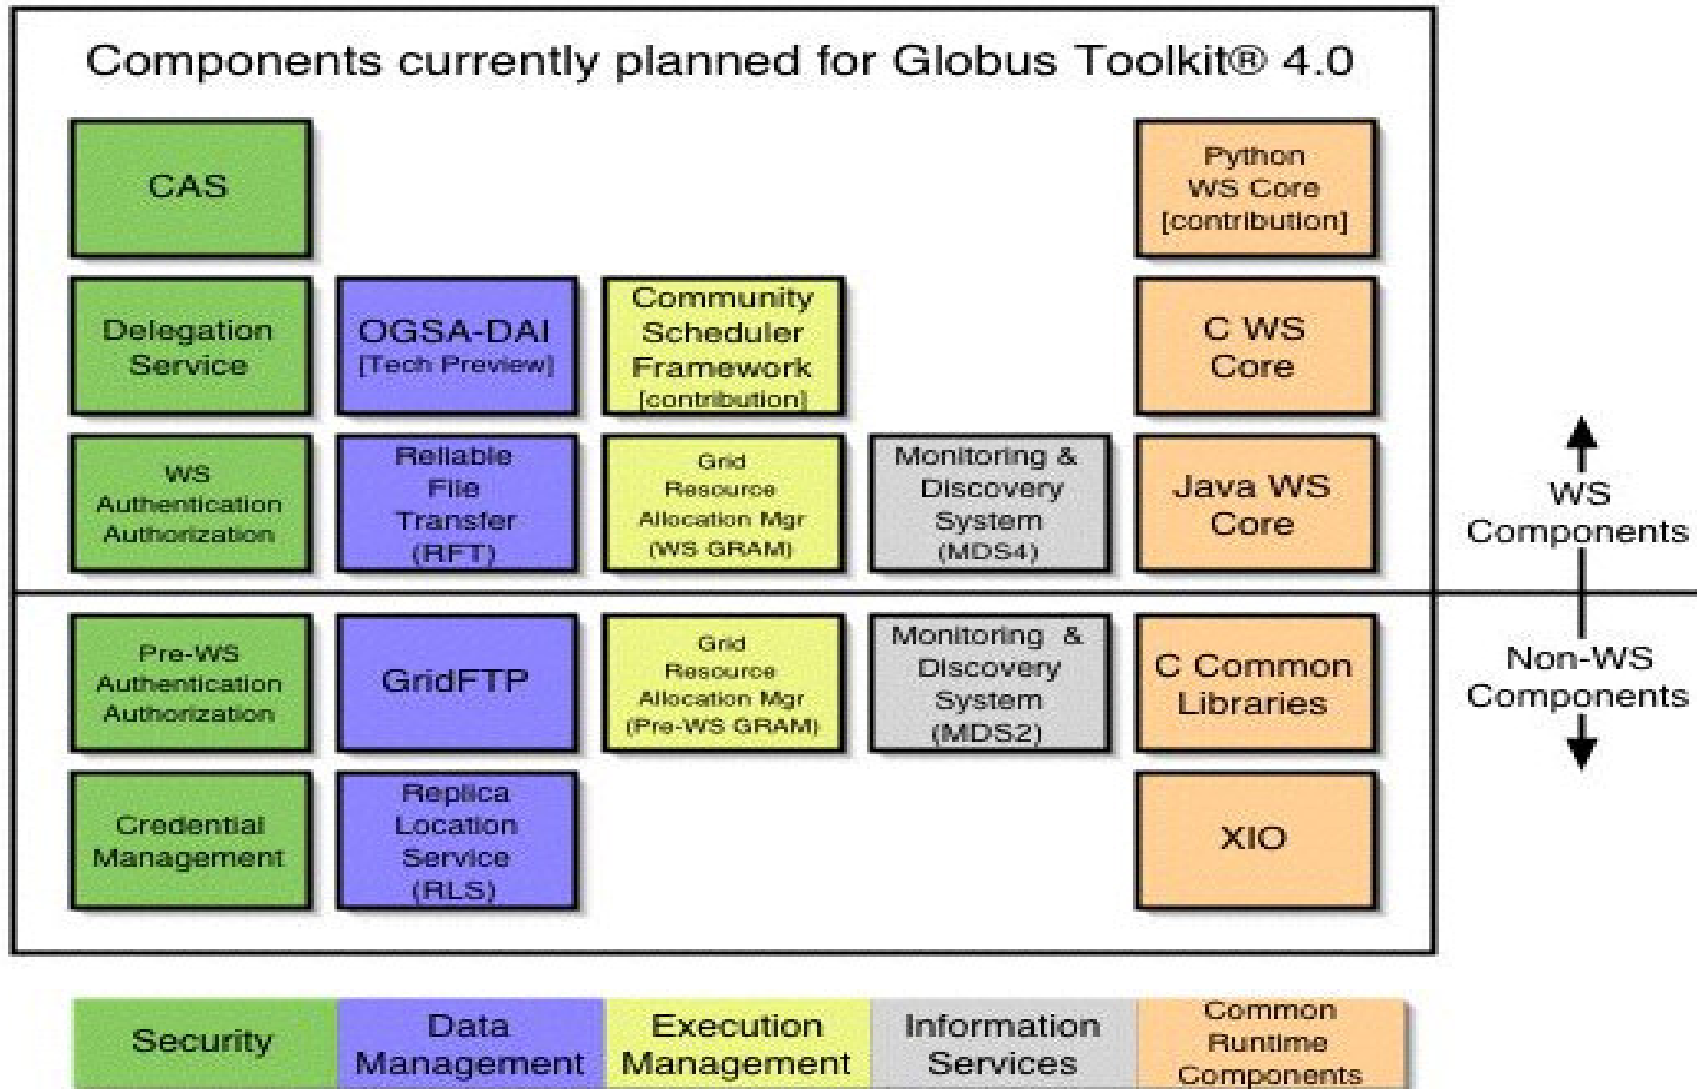 Components currently planned for Globus Toolkit® 4.0
CAS
Python
WS Core
[contribution]
Delegation
Service
OGSA-DAI
[Tech Preview]
Community
Scheduler
Framework
[contribution]
C WS
Core
WS
Authentication
Authorization
Reliable
File
Transfer
(RFT)
Grid
Resource
Allocation Mgr
(WS GRAM)
Monitoring &
Discovery
System
(MDS4)
Java WS
Core
WS
Components
Pre-WS
Authentication
Authorization
GridFTP
Grid
Resource
Allocation Mgr
(Pre-WS GRAM)
Monitoring &
Discovery
System
(MDS2)
C Common
Libraries
Non-WS
Components
Credential
Management
Replica
Location
Service
(RLS)
XIO
Security
Data
Management
Execution
Management
Information
Services
Common
Runtime
Components